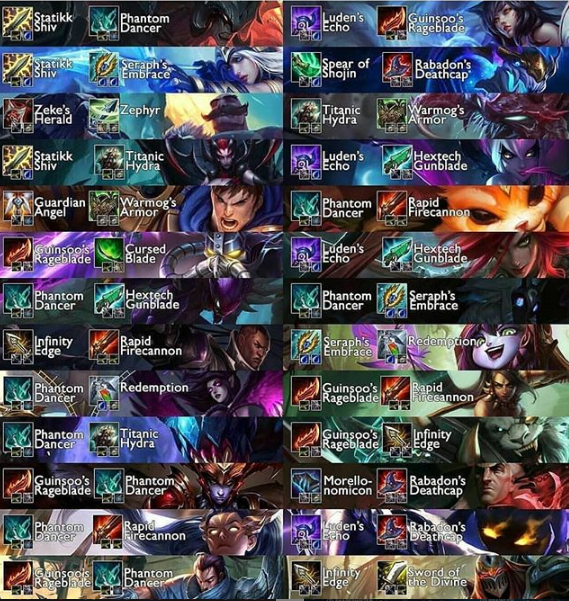 Statikk
Shiv
Phantom
Dancer
Luden's
Echo
Guinsoo's
Rageblade
Statikk
Shiv
Seraph's
Embrace
Spear of
Shojin
Rabadon's
Deathcap
Zeke's
Herald
Zephyr
Titanic
Hydra
Warmog's
Armor
Statikk
Shiv
Titanic
Hydra
Luden's
Echo
Hextech
Gunblade
Guardian
Angel
Warmog's
Armor
Phantom
Dancer
Rapid
Firecannon
Guinsoo's
Rageblade
Cursed
Blade
Luden's
Echo
Hextech
Gunblade
Phantom
Dancer
Hextech
Gunblade
Phantom
Dancer
Seraph's
Embrace
Infinity
Edge
Rapid
Firecannon
Seraph's
Embrace
Redemption
Phantom
Dancer
Redemption
Guinsoo's
Rageblade
Rapid
Firecannon
Phantom
Dancer
Titanic
Hydra
Guinsoo's
Rageblade
Infinity
Edge
Guinsoo's
Rageblade
Phantom
Dancer
Morello-
nomicon
Rabadon's
Deathcap
Phantom
Dancer
Rapid
Firecannon
Luden's
Echo
Rabadon's
Deathcap
Guinsoo's
Rageblade
Phantom
Dancer
Infinity
Edge
Sword of
the Divine